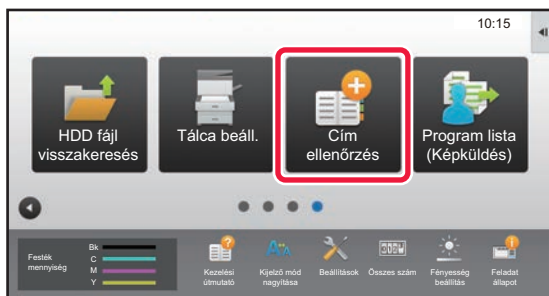 10:15
HDD fájl
visszakeresés
Tálca beáll.
Cím
ellenőrzés
Program lista
(Képküldés)
Festék
mennyiség
Bk
C
M
Y
Kezelési
útmutató
Kijelző mód
nagyítása
Beállítások
Összes szám
Fényesség
beállítás
Feladat
állapot